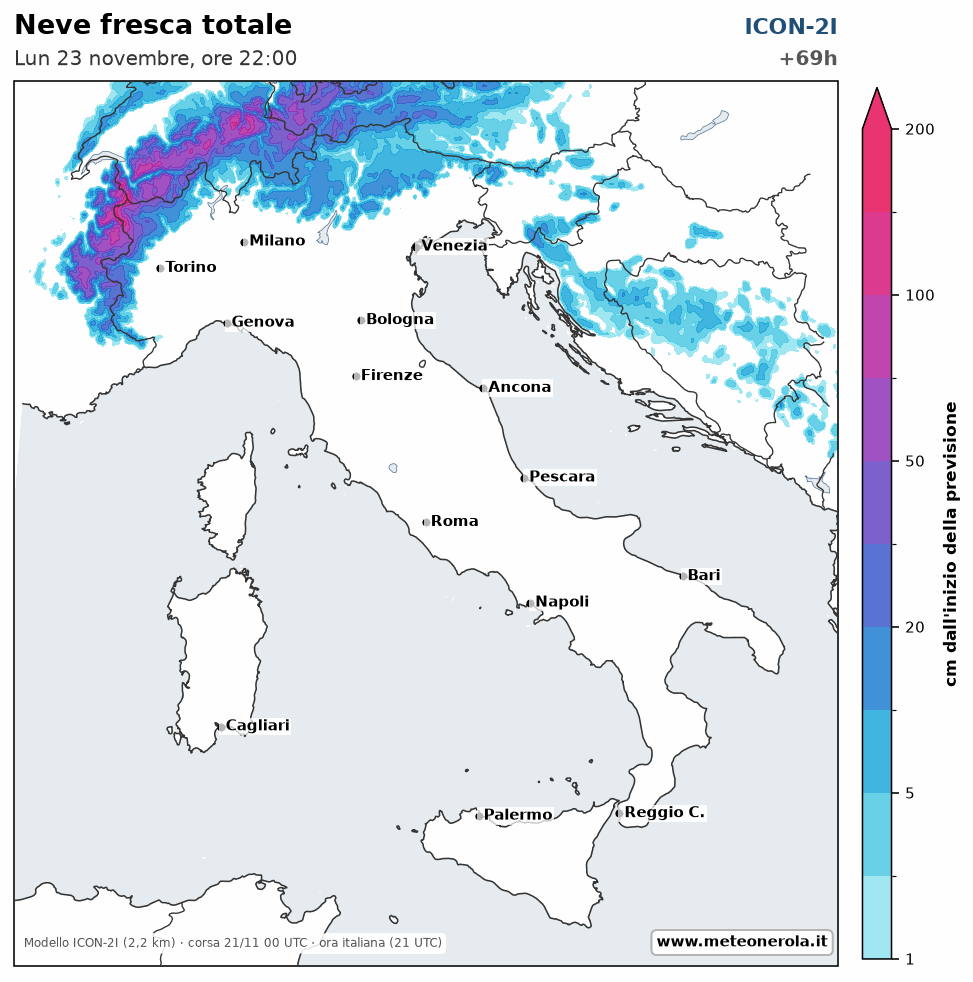 Neve fresca totale
ICON-2I
Lun 23 novembre, ore 22:00
+69h
200
100
50
20
5
1
cm dall'inizio della previsione
Milano
Venezia
Torino
Genova
Bologna
Firenze
Ancona
Pescara
Roma
Bari
Napoli
Cagliari
Palermo
Reggio C.
Modello ICON-2I (2,2 km) · corsa 21/11 00 UTC · ora italiana (21 UTC)
www.meteonerola.it